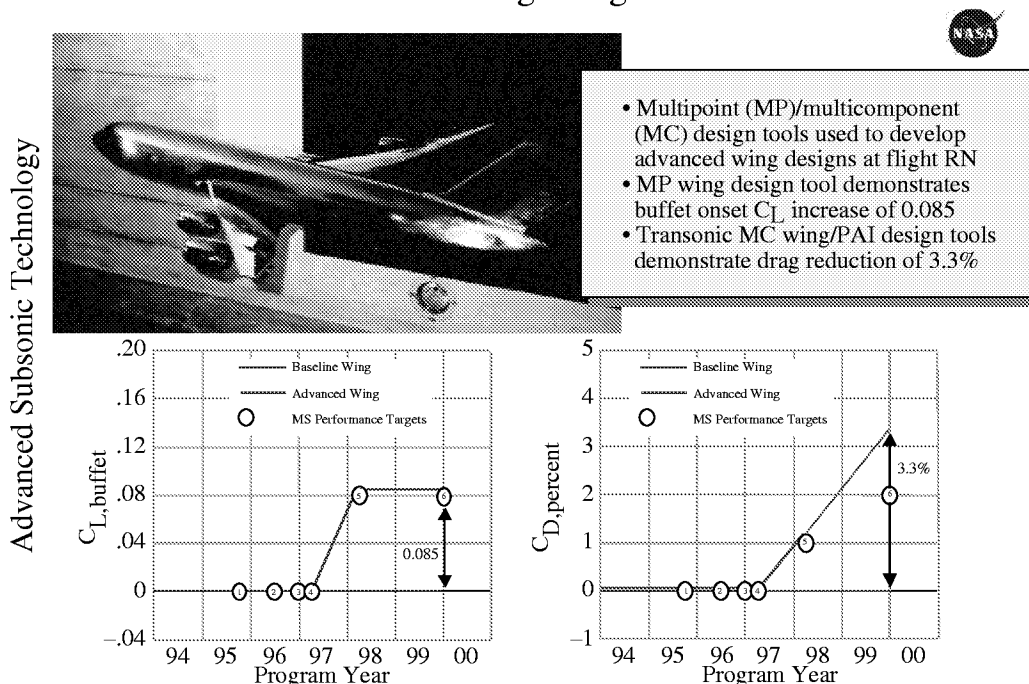 NASA
Advanced Subsonic Technology
• Multipoint (MP)/multicomponent
(MC) design tools used to develop
advanced wing designs at flight RN
• MP wing design tool demonstrates
buffet onset CL increase of 0.085
• Transonic MC wing/PAI design tools
demonstrate drag reduction of 3.3%
CL,buffet
.20
.16
.12
.08
.04
0
–.04
Baseline Wing
Advanced Wing
MS Performance Targets
1
2
3
4
5
6
0.085
94 95 96 97 98 99 00
Program Year
CD,percent
5
4
3
2
1
0
–1
Baseline Wing
Advanced Wing
MS Performance Targets
1
2
3
4
5
6
3.3%
94 95 96 97 98 99 00
Program Year